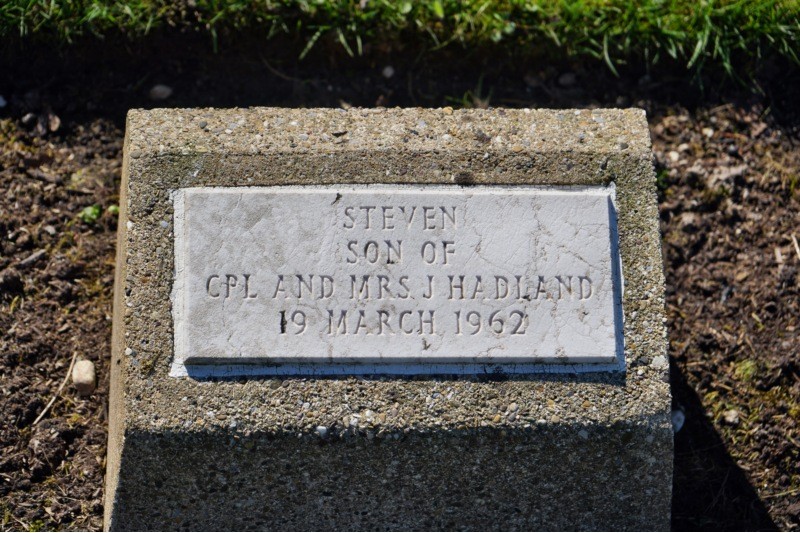 STEVEN
SON OF
CPL AND MRS J HADLAND
19 MARCH 1962